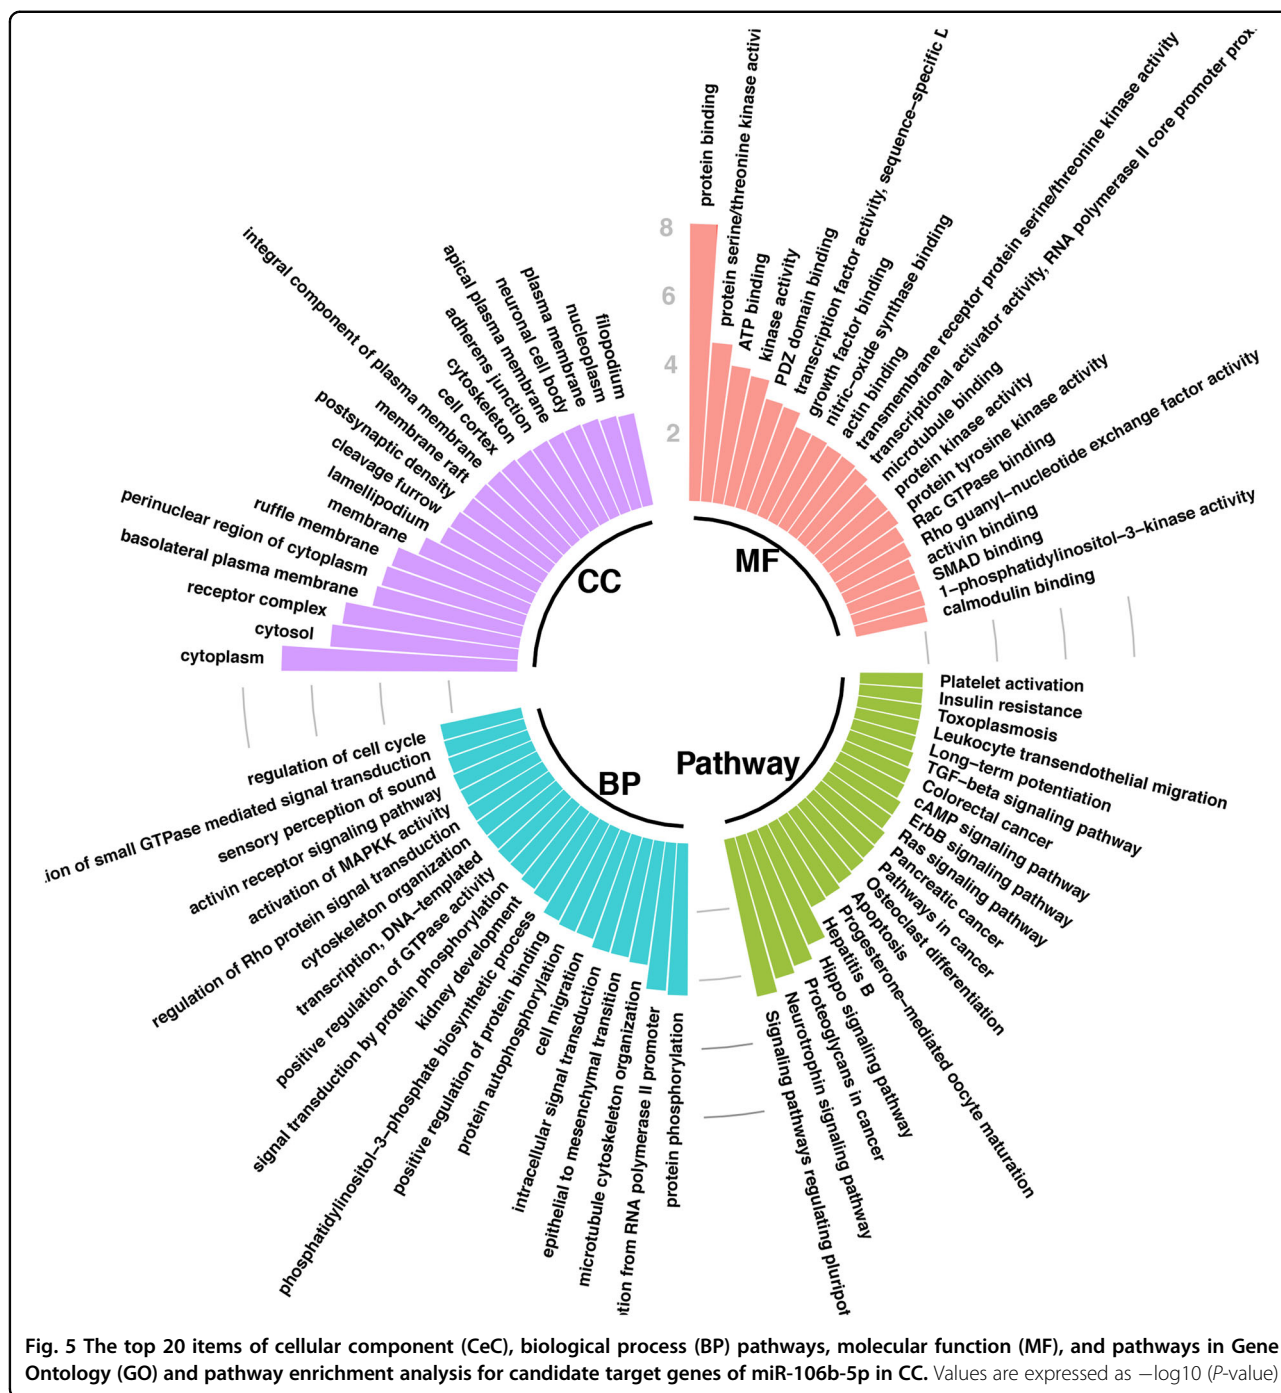 protein binding
protein serine/threonine kinase activi
ATP binding
kinase activity
PDZ domain binding
transcription factor activity, sequence–specific D
growth factor binding
nitric–oxide synthase binding
actin binding
transmembrane receptor protein serine/threonine kinase activity
transcriptional activator activity, RNA polymerase II core promoter prox
microtubule binding
protein kinase activity
protein tyrosine kinase activity
Rac GTPase binding
Rho guanyl–nucleotide exchange factor activity
activin binding
SMAD binding
1–phosphatidylinositol–3–kinase activity
calmodulin binding
8
6
4
2
MF
Platelet activation
Insulin resistance
Toxoplasmosis
Leukocyte transendothelial migration
Long–term potentiation
TGF–beta signaling pathway
Colorectal cancer
cAMP signaling pathway
ErbB signaling pathway
Ras signaling pathway
Pancreatic cancer
Pathways in cancer
Osteoclast differentiation
Apoptosis
Progesterone–mediated oocyte maturation
Hepatitis B
Hippo signaling pathway
Proteoglycans in cancer
Neurotrophin signaling pathway
Signaling pathways regulating pluripot
Pathway
protein phosphorylation
tion from RNA polymerase II promoter
microtubule cytoskeleton organization
epithelial to mesenchymal transition
intracellular signal transduction
cell migration
protein autophosphorylation
positive regulation of protein binding
phosphatidylinositol–3–phosphate biosynthetic process
kidney development
signal transduction by protein phosphorylation
positive regulation of GTPase activity
transcription, DNA–templated
cytoskeleton organization
regulation of Rho protein signal transduction
activation of MAPKK activity
activin receptor signaling pathway
sensory perception of sound
ion of small GTPase mediated signal transduction
regulation of cell cycle
BP
cytoplasm
cytosol
receptor complex
basolateral plasma membrane
perinuclear region of cytoplasm
ruffle membrane
membrane
lamellipodium
cleavage furrow
postsynaptic density
membrane raft
integral component of plasma membrane
cell cortex
cytoskeleton
adherens junction
apical plasma membrane
neuronal cell body
plasma membrane
nucleoplasm
filopodium
CC
Fig. 5 The top 20 items of cellular component (CeC), biological process (BP) pathways, molecular function (MF), and pathways in Gene
Ontology (GO) and pathway enrichment analysis for candidate target genes of miR-106b-5p in CC. Values are expressed as −log10 (P-value)